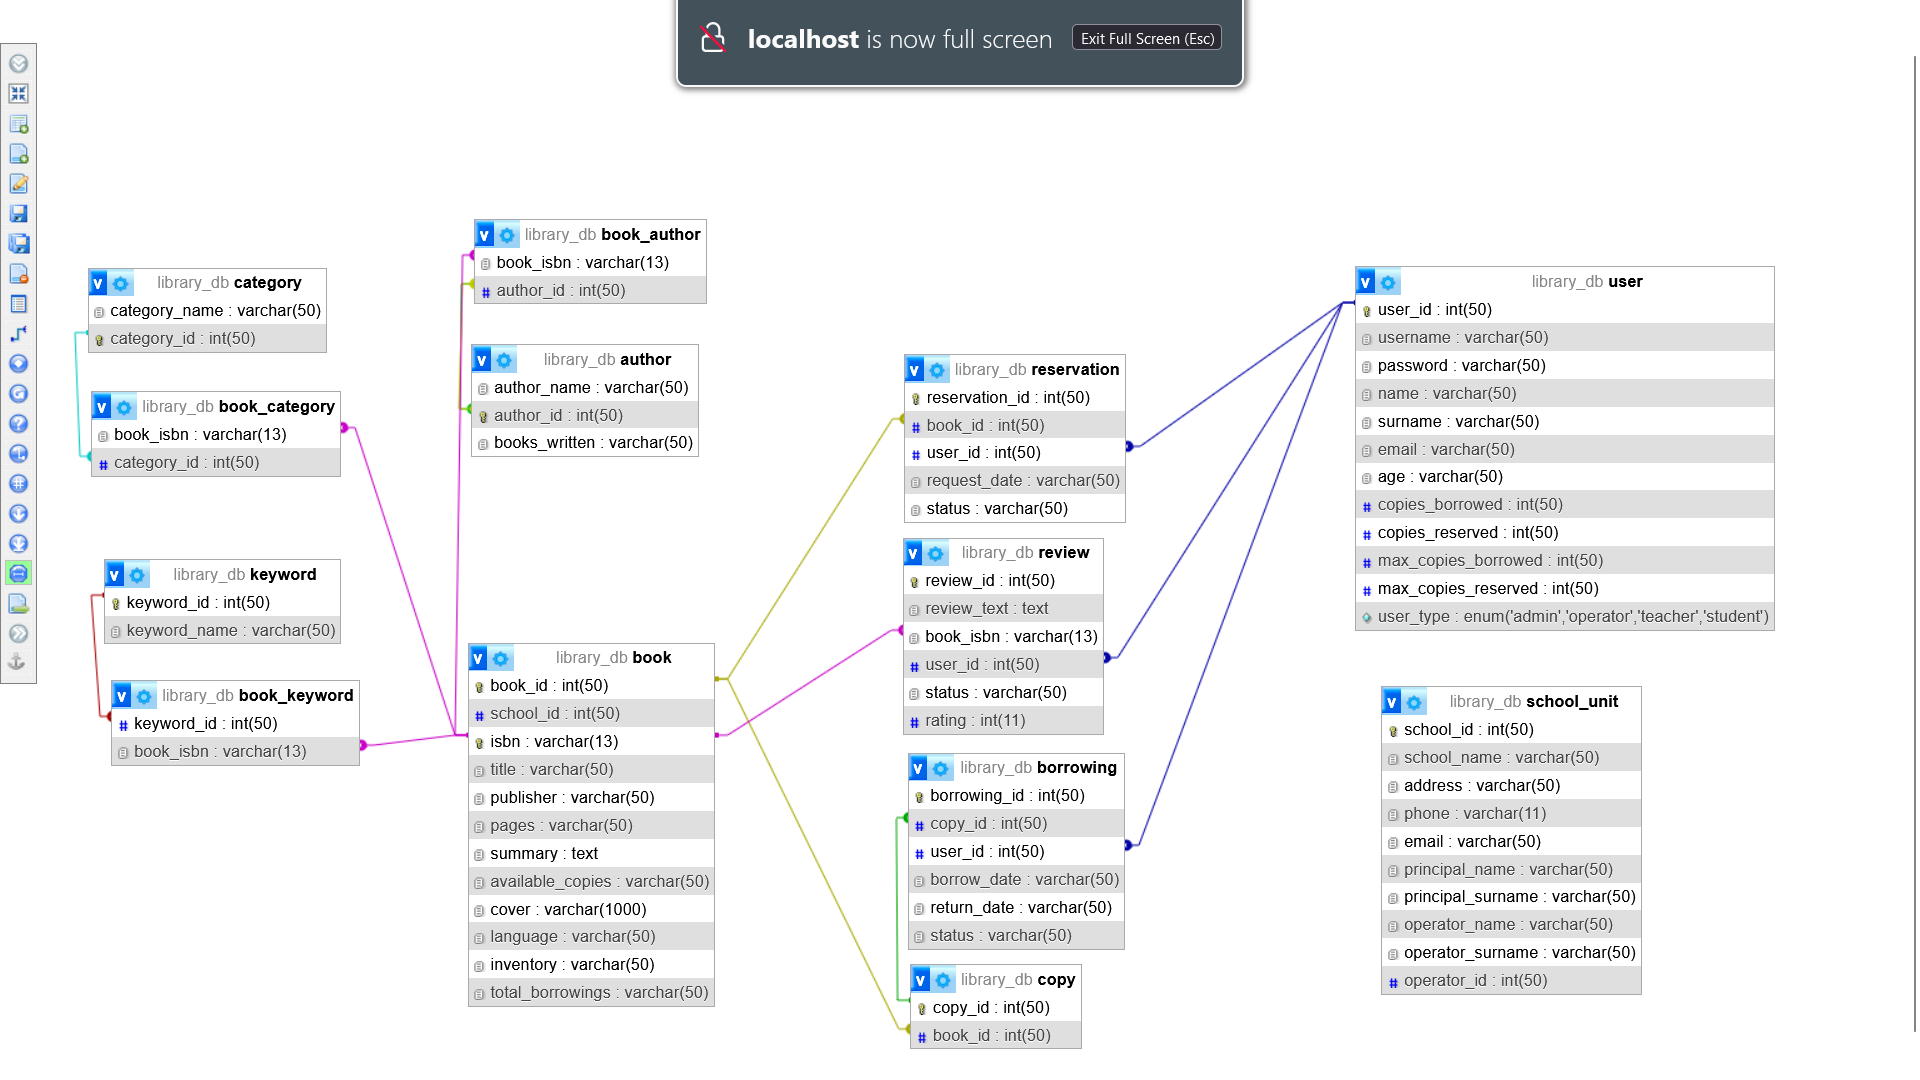 localhost is now full screen Exit Full Screen (Esc)
library_db category
category_name : varchar(50)
category_id : int(50)
library_db book_category
book_isbn : varchar(13)
category_id : int(50)
library_db keyword
keyword_id : int(50)
keyword_name : varchar(50)
library_db book_keyword
keyword_id : int(50)
book_isbn : varchar(13)
library_db book_author
book_isbn : varchar(13)
author_id : int(50)
library_db author
author_name : varchar(50)
author_id : int(50)
books_written : varchar(50)
library_db book
book_id : int(50)
school_id : int(50)
isbn : varchar(13)
title : varchar(50)
publisher : varchar(50)
pages : varchar(50)
summary : text
available_copies : varchar(50)
cover : varchar(1000)
language : varchar(50)
inventory : varchar(50)
total_borrowings : varchar(50)
library_db reservation
reservation_id : int(50)
book_id : int(50)
user_id : int(50)
request_date : varchar(50)
status : varchar(50)
library_db review
review_id : int(50)
review_text : text
book_isbn : varchar(13)
user_id : int(50)
status : varchar(50)
rating : int(11)
library_db borrowing
borrowing_id : int(50)
copy_id : int(50)
user_id : int(50)
borrow_date : varchar(50)
return_date : varchar(50)
status : varchar(50)
library_db copy
copy_id : int(50)
book_id : int(50)
library_db user
user_id : int(50)
username : varchar(50)
password : varchar(50)
name : varchar(50)
surname : varchar(50)
email : varchar(50)
age : varchar(50)
copies_borrowed : int(50)
copies_reserved : int(50)
max_copies_borrowed : int(50)
max_copies_reserved : int(50)
user_type : enum('admin','operator','teacher','student')
library_db school_unit
school_id : int(50)
school_name : varchar(50)
address : varchar(50)
phone : varchar(11)
email : varchar(50)
principal_name : varchar(50)
principal_surname : varchar(50)
operator_name : varchar(50)
operator_surname : varchar(50)
operator_id : int(50)